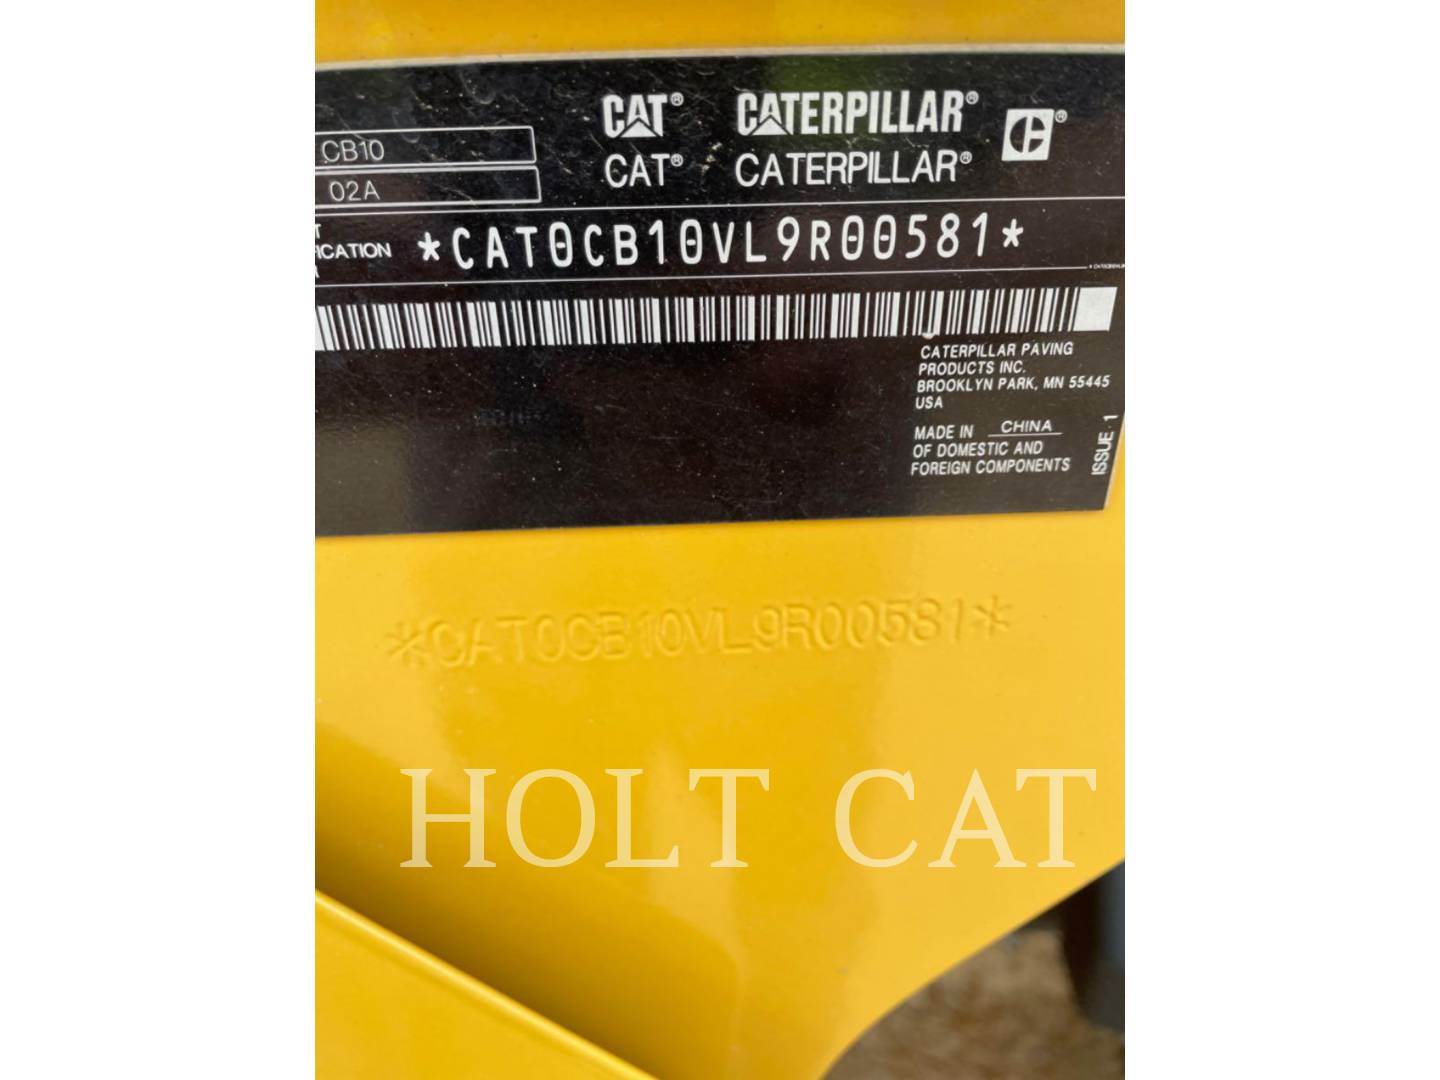 CAT® CATERPILLAR® ®
CAT® CATERPILLAR®
CB10
02A
*CAT0CB10VL9R00581*
CATERPILLAR PAVING
PRODUCTS INC.
BROOKLYN PARK, MN 55445
USA
MADE IN CHINA
OF DOMESTIC AND
FOREIGN COMPONENTS
ISSUE 1
*CAT0CB10VL9R00581*
HOLT CAT